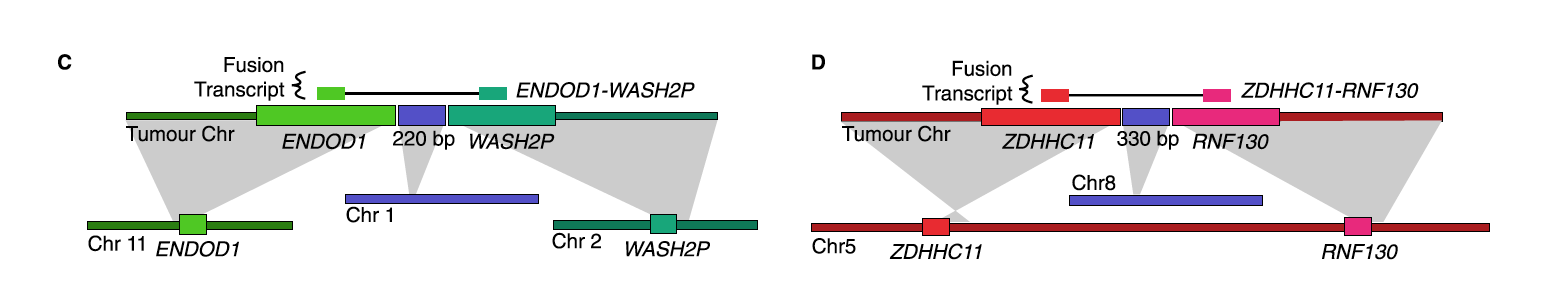 C
Fusion
Transcript
ENDOD1-WASH2P
Tumour Chr
ENDOD1
220 bp
WASH2P
Chr 1
Chr 11
ENDOD1
Chr 2
WASH2P
D
Fusion
Transcript
ZDHHC11-RNF130
Tumour Chr
ZDHHC11
330 bp
RNF130
Chr8
Chr5
ZDHHC11
RNF130